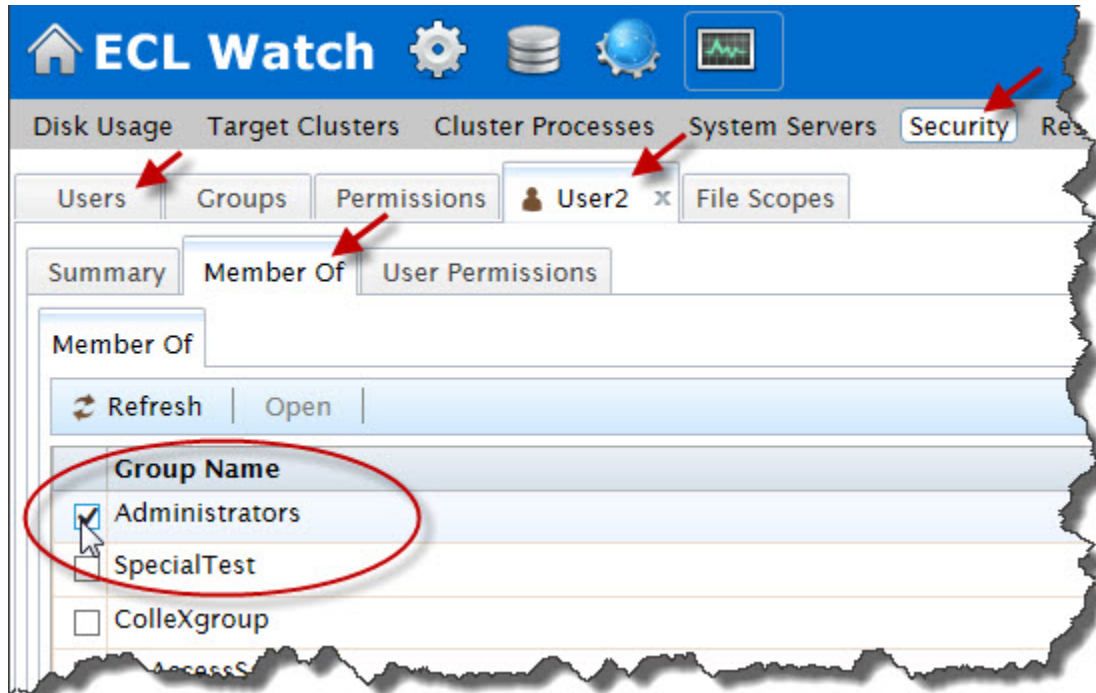 ECL Watch
Disk Usage Target Clusters Cluster Processes System Servers Security
Users Groups Permissions User2 x File Scopes
Summary Member Of User Permissions
Member Of
Refresh Open
Group Name
Administrators
SpecialTest
ColleXgroup